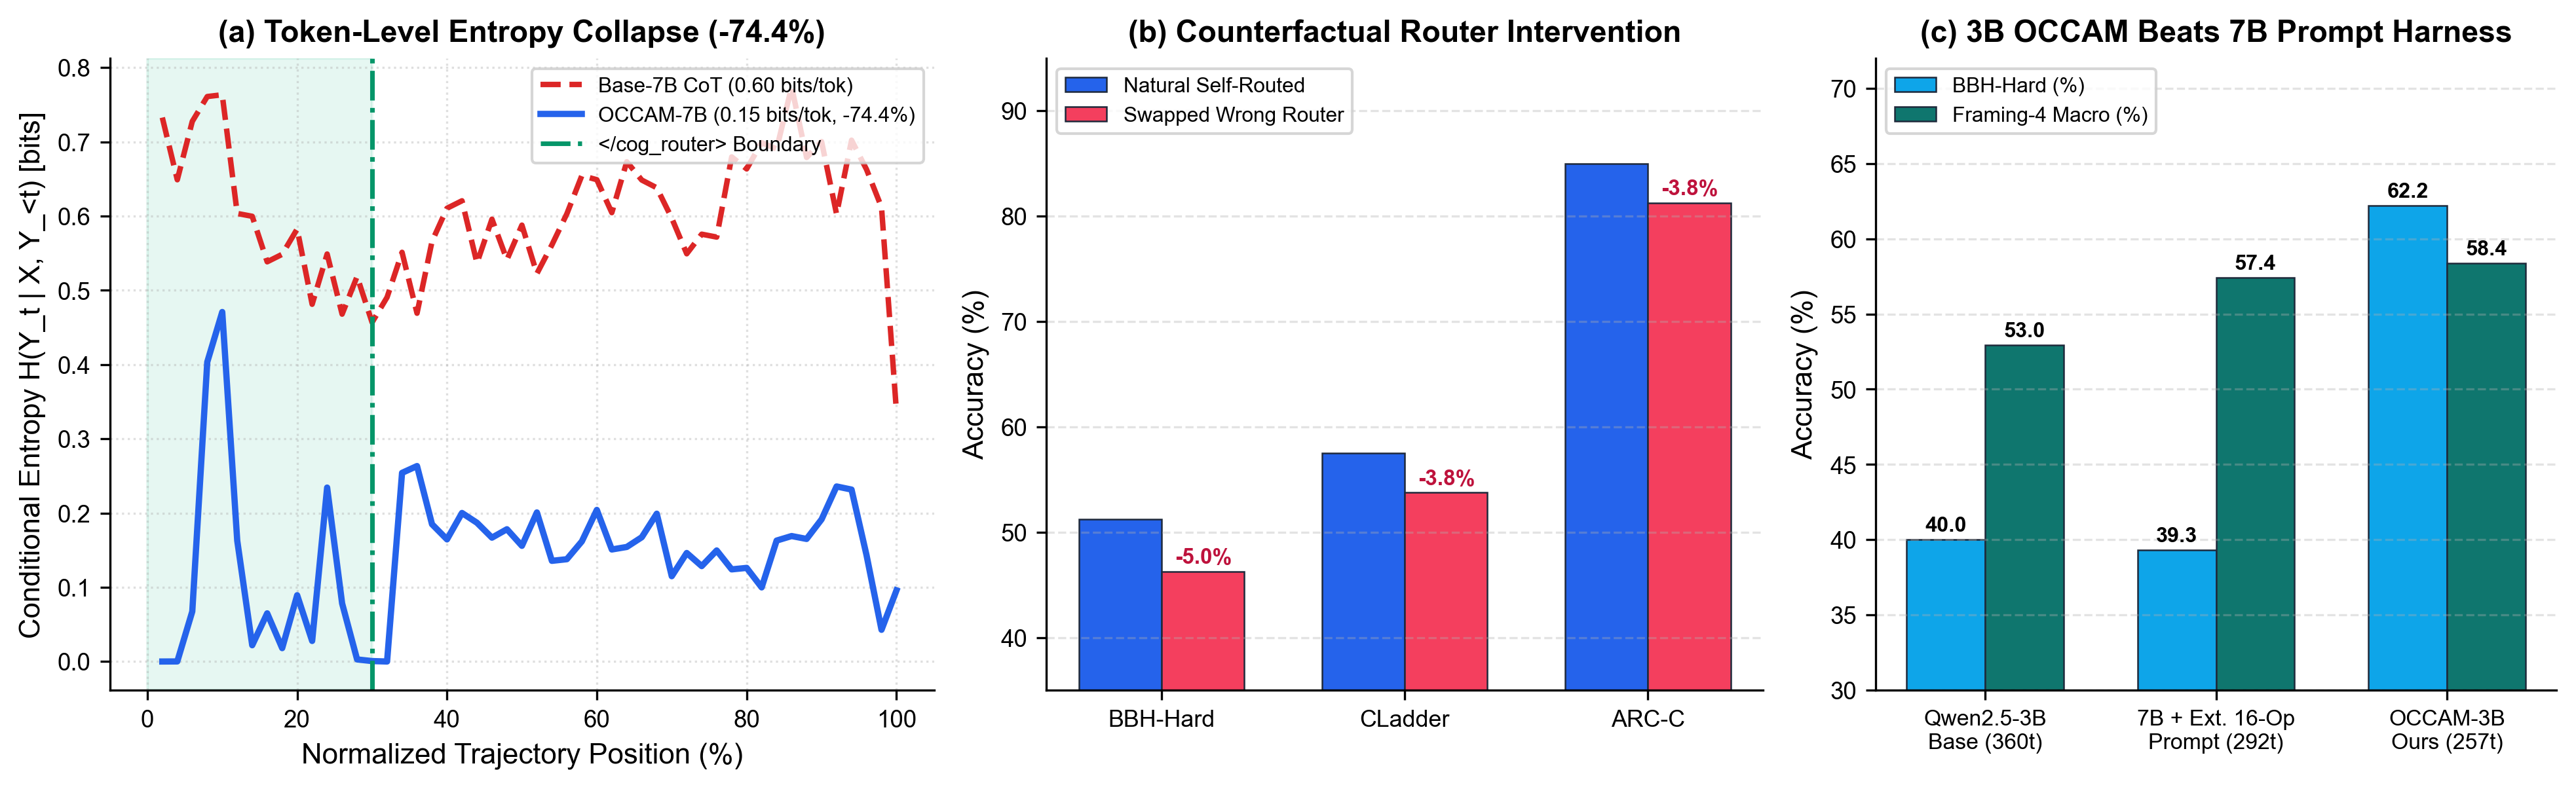 (a) Token-Level Entropy Collapse (-74.4%)
Conditional Entropy H(Y_t | X, Y_<t) [bits]
0.8
0.7
0.6
0.5
0.4
0.3
0.2
0.1
0.0
Base-7B CoT (0.60 bits/tok)
OCCAM-7B (0.15 bits/tok, -74.4%)
</cog_router> Boundary
0 20 40 60 80 100
Normalized Trajectory Position (%)
(b) Counterfactual Router Intervention
Accuracy (%)
90
80
70
60
50
40
Natural Self-Routed
Swapped Wrong Router
-5.0%
-3.8%
-3.8%
BBH-Hard CLadder ARC-C
(c) 3B OCCAM Beats 7B Prompt Harness
Accuracy (%)
70
65
60
55
50
45
40
35
30
BBH-Hard (%)
Framing-4 Macro (%)
40.0
53.0
39.3
57.4
62.2
58.4
Qwen2.5-3B
Base (360t)
7B + Ext. 16-Op
Prompt (292t)
OCCAM-3B
Ours (257t)